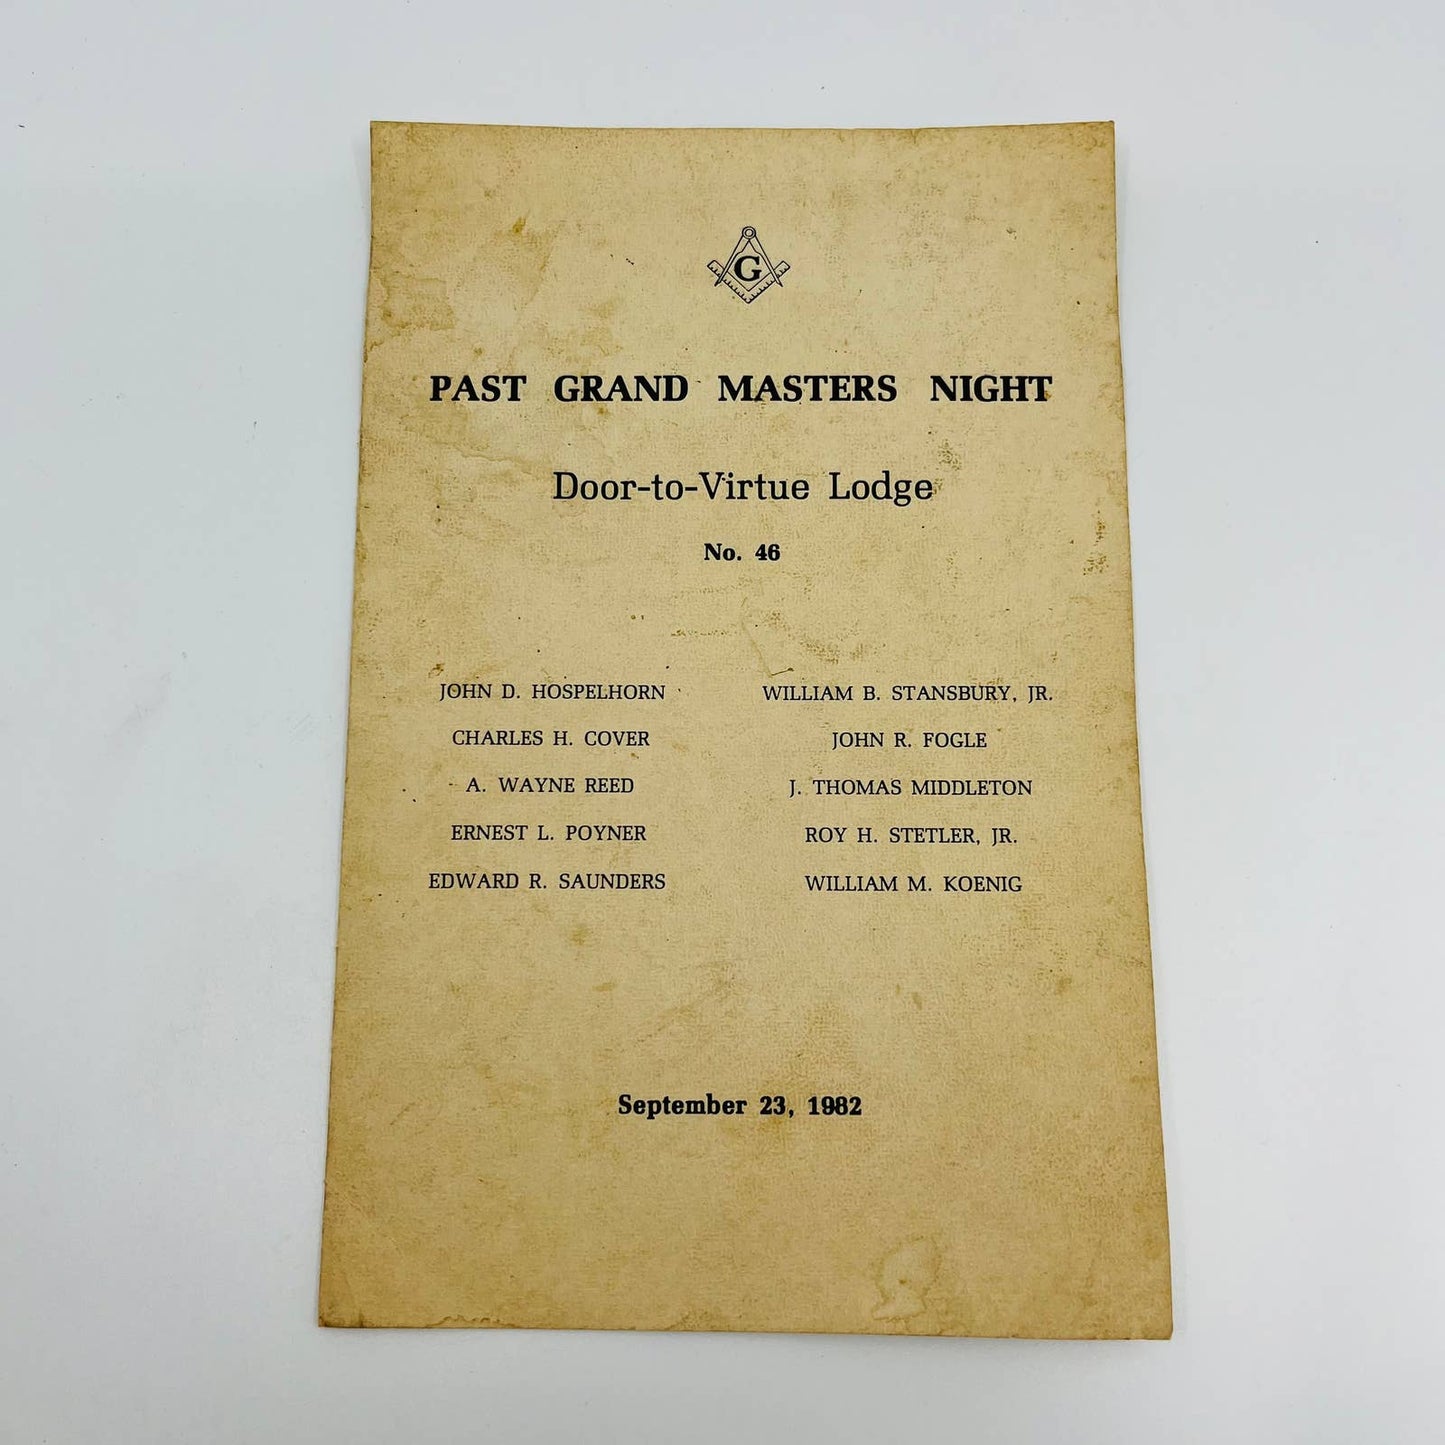 G
PAST GRAND MASTERS NIGHT
Door-to-Virtue Lodge
No. 46
JOHN D. HOSPELHORN
CHARLES H. COVER
A. WAYNE REED
ERNEST L. POYNER
EDWARD R. SAUNDERS
WILLIAM B. STANSBURY, JR.
JOHN R. FOGLE
J. THOMAS MIDDLETON
ROY H. STETLER, JR.
WILLIAM M. KOENIG
September 23, 1982